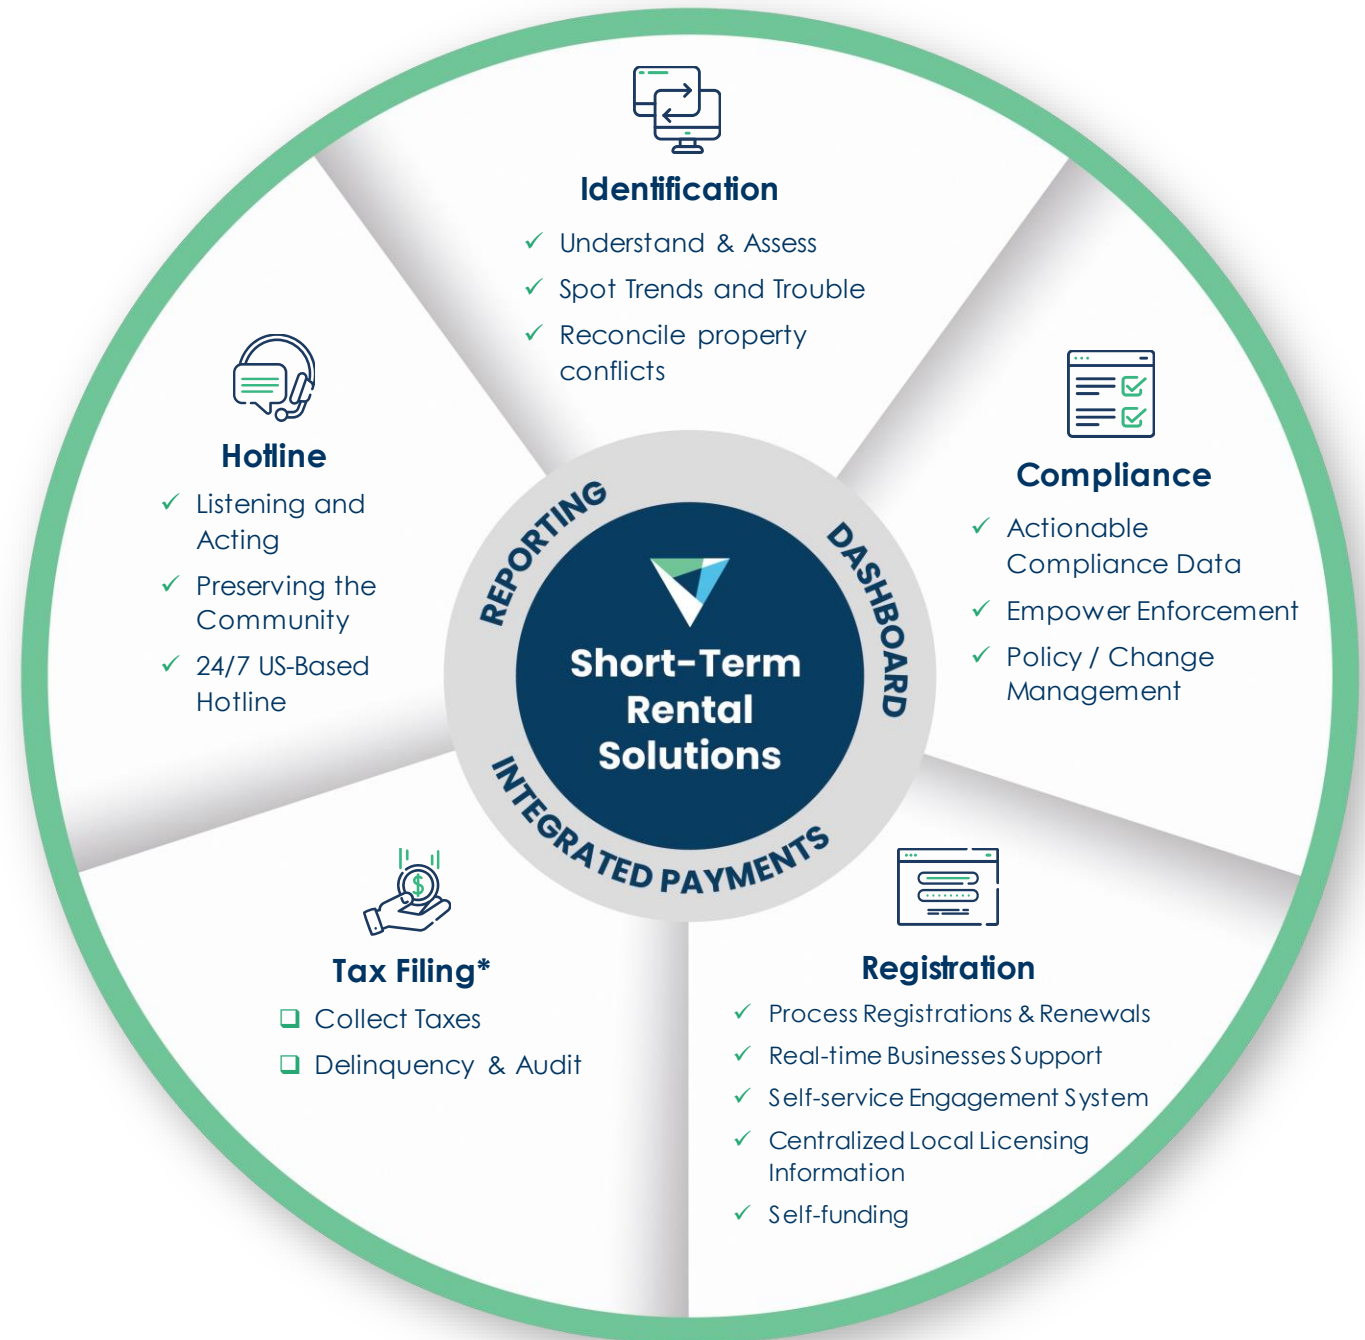 Identification
✓ Understand & Assess
✓ Spot Trends and Trouble
✓ Reconcile property
conflicts
Hotline
✓ Listening and
Acting
✓ Preserving the
Community
✓ 24/7 US-Based
Hotline
Compliance
✓ Actionable
Compliance Data
✓ Empower Enforcement
✓ Policy / Change
Management
REPORTING
DASHBOARD
INTEGRATED PAYMENTS
Short-Term
Rental
Solutions
Tax Filing*
❑ Collect Taxes
❑ Delinquency & Audit
Registration
✓ Process Registrations & Renewals
✓ Real-time Businesses Support
✓ Self-service Engagement System
✓ Centralized Local Licensing
Information
✓ Self-funding